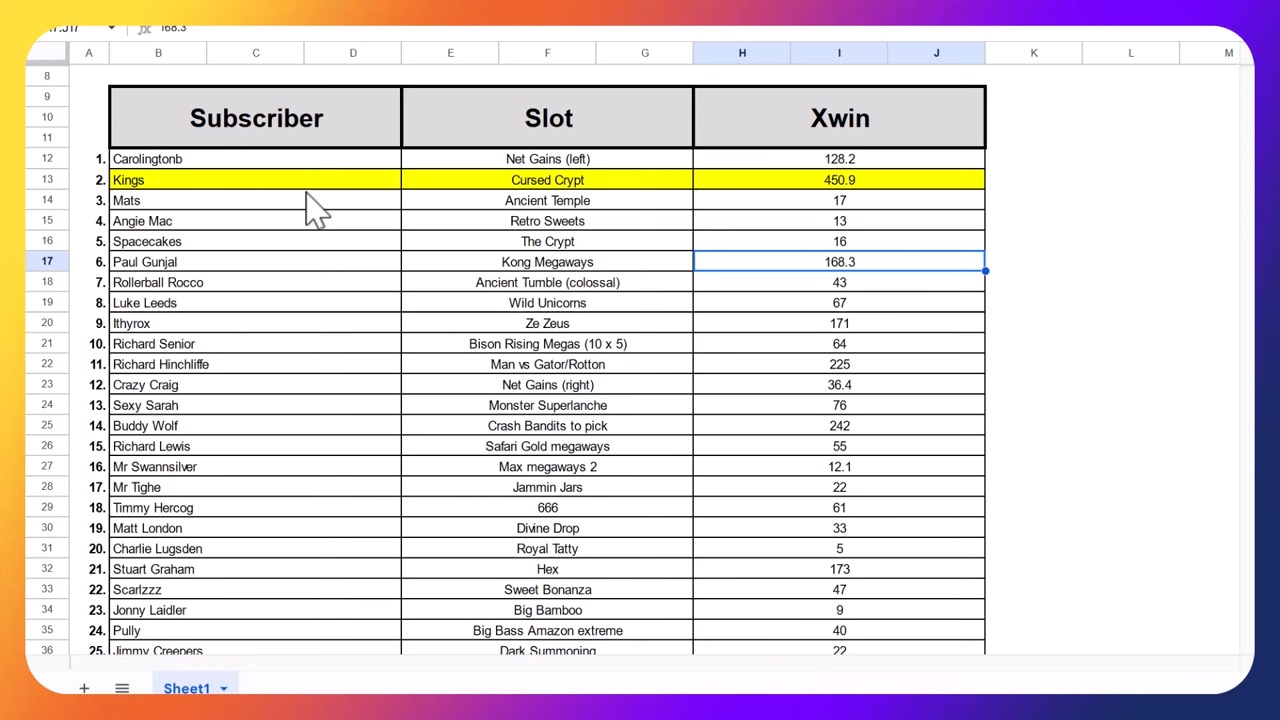 fx 168.3
A B C D E F G H I J K L M
8
9
10 Subscriber Slot Xwin
11
12 1. Carolingtonb Net Gains (left) 128.2
13 2. Kings Cursed Crypt 450.9
14 3. Mats Ancient Temple 17
15 4. Angie Mac Retro Sweets 13
16 5. Spacecakes The Crypt 16
17 6. Paul Gunjal Kong Megaways 168.3
18 7. Rollerball Rocco Ancient Tumble (colossal) 43
19 8. Luke Leeds Wild Unicorns 67
20 9. Ithyrox Ze Zeus 171
21 10. Richard Senior Bison Rising Megas (10 x 5) 64
22 11. Richard Hinchliffe Man vs Gator/Rotton 225
23 12. Crazy Craig Net Gains (right) 36.4
24 13. Sexy Sarah Monster Superlanche 76
25 14. Buddy Wolf Crash Bandits to pick 242
26 15. Richard Lewis Safari Gold megaways 55
27 16. Mr Swannsilver Max megaways 2 12.1
28 17. Mr Tighe Jammin Jars 22
29 18. Timmy Hercog 666 61
30 19. Matt London Divine Drop 33
31 20. Charlie Lugsden Royal Tatty 5
32 21. Stuart Graham Hex 173
33 22. Scarlzzz Sweet Bonanza 47
34 23. Jonny Laidler Big Bamboo 9
35 24. Pully Big Bass Amazon extreme 40
36 25. Jimmy Creepers Dark Summoning 22
Sheet1